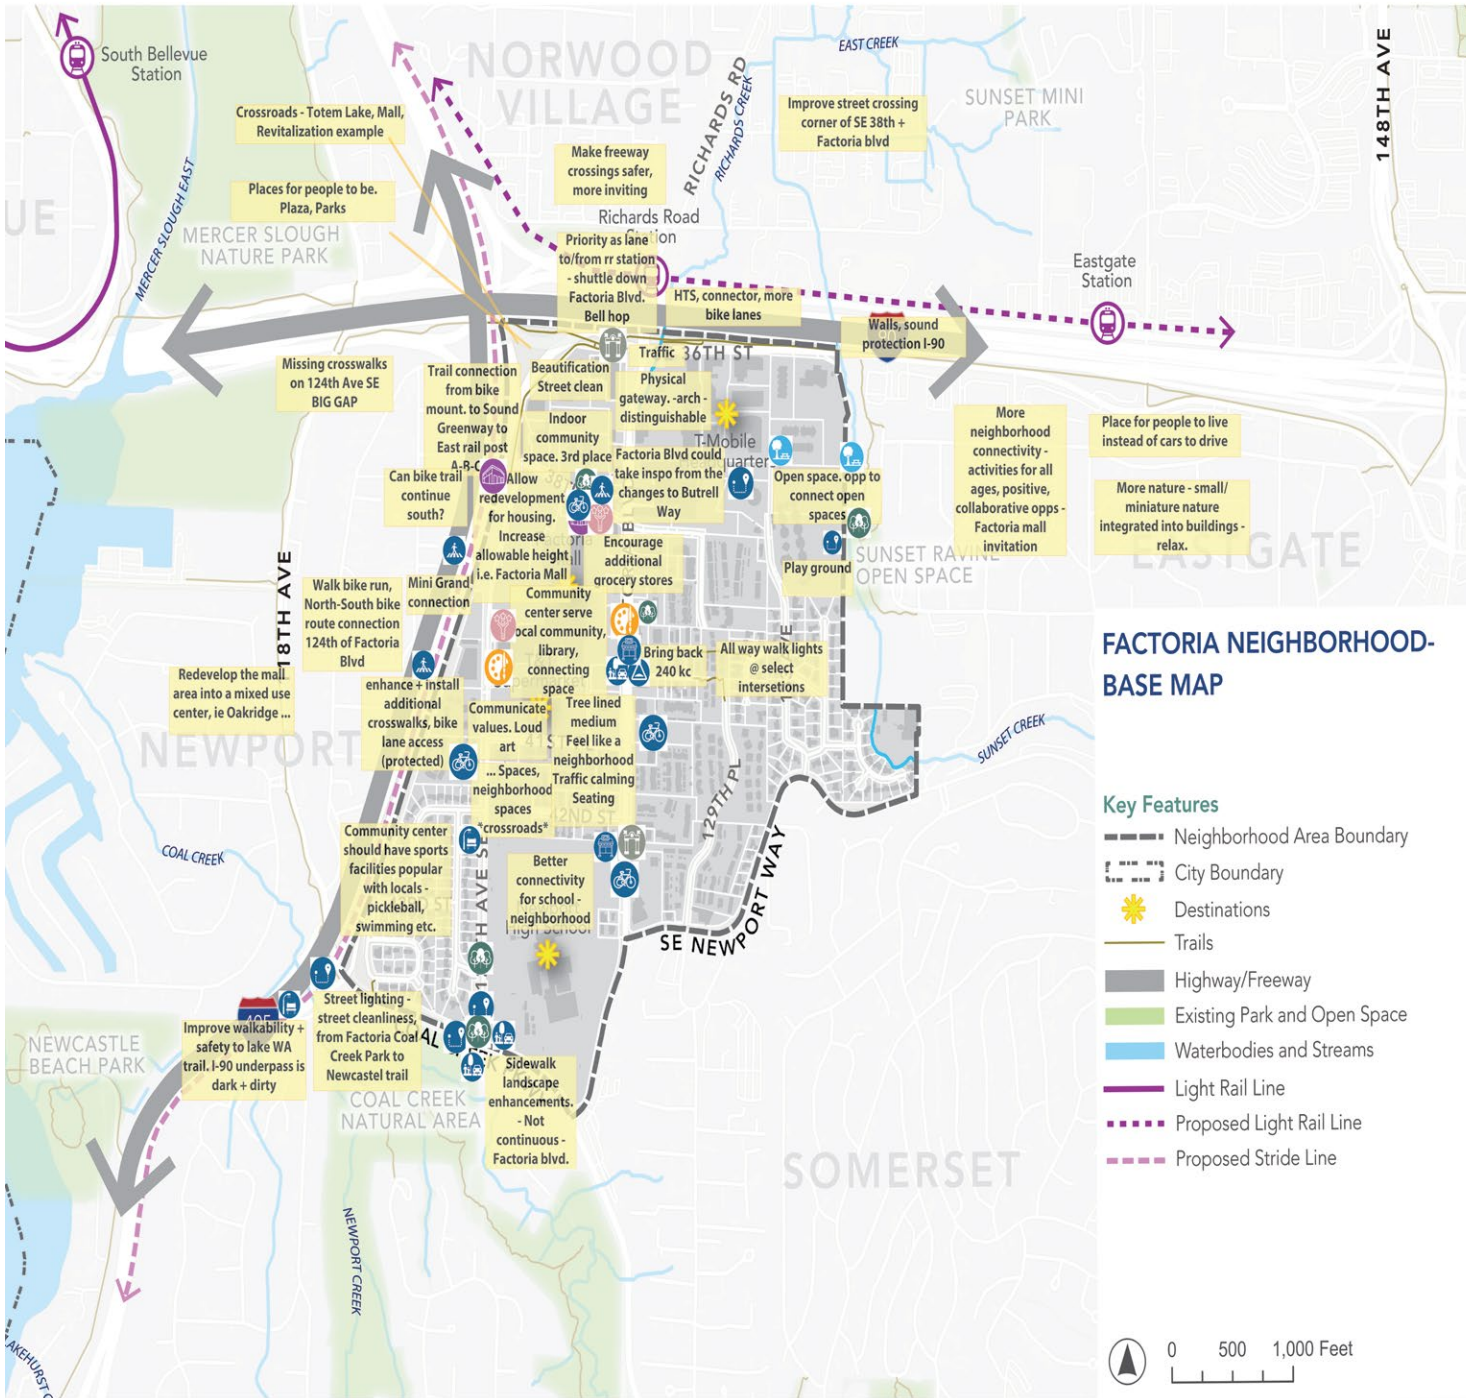 South Bellevue
Station
NORWOOD
VILLAGE
RICHARDS RD
RICHARDS CREEK
EAST CREEK
SUNSET MINI
PARK
148TH AVE
Crossroads - Totem Lake, Mall,
Revitalization example
Improve street crossing
corner of SE 38th +
Factoria blvd
Make freeway
crossings safer,
more inviting
Places for people to be.
Plaza, Parks
MERCER SLOUGH EAST
MERCER SLOUGH
NATURE PARK
UE
Richards Road
Priority as lane
to/from rr station
- shuttle down
Factoria Blvd.
Bell hop
HTS, connector, more
bike lanes
Eastgate
Station
Walls, sound
protection I-90
Missing crosswalks
on 124th Ave SE
BIG GAP
Trail connection
from bike
mount. to Sound
Greenway to
East rail post
A-B-C
Beautification
Street clean
Traffic
36TH ST
Physical
gateway. -arch -
distinguishable
Indoor
community
space. 3rd place
T-Mobile
Factoria Blvd could
take inspo from the
changes to Butrell
Way
More
neighborhood
connectivity -
activities for all
ages, positive,
collaborative opps -
Factoria mall
invitation
Place for people to live
instead of cars to drive
More nature - small/
miniature nature
integrated into buildings -
relax.
EASTGATE
Can bike trail
continue
south?
Allow
redevelopment
for housing.
Increase
allowable height
i.e. Factoria Mall
Open space. opp to
connect open
spaces
Encourage
additional
grocery stores
Play ground
SUNSET RAVINE
OPEN SPACE
18TH AVE
Walk bike run,
North-South bike
route connection
124th of Factoria
Blvd
Mini Grand
connection
Community
center serve
local community,
library,
connecting
space
Bring back
240 kc
All way walk lights
@ select
intersetions
Redevelop the mall
area into a mixed use
center, ie Oakridge ...
NEWPORT
enhance + install
additional
crosswalks, bike
lane access
(protected)
Communicate
values. Loud
art
41ST
Tree lined
medium
Feel like a
neighborhood
Traffic calming
Seating
... Spaces,
neighborhood
spaces
*crossroads*
42ND ST
129TH PL
SUNSET CREEK
COAL CREEK
Community center
should have sports
facilities popular
with locals -
pickleball,
swimming etc.
Better
connectivity
for school -
neighborhood
High School
SE NEWPORT WAY
H AVE SE
405
Improve walkability +
safety to lake WA
trail. I-90 underpass is
dark + dirty
Street lighting -
street cleanliness,
from Factoria Coal
Creek Park to
Newcastel trail
NEWCASTLE
BEACH PARK
COAL CREEK
NATURAL AREA
Sidewalk
landscape
enhancements.
- Not
continuous -
Factoria blvd.
SOMERSET
NEWPORT CREEK
LAKEHURST C
FACTORIA NEIGHBORHOOD-
BASE MAP
Key Features
Neighborhood Area Boundary
City Boundary
Destinations
Trails
Highway/Freeway
Existing Park and Open Space
Waterbodies and Streams
Light Rail Line
Proposed Light Rail Line
Proposed Stride Line
0 500 1,000 Feet